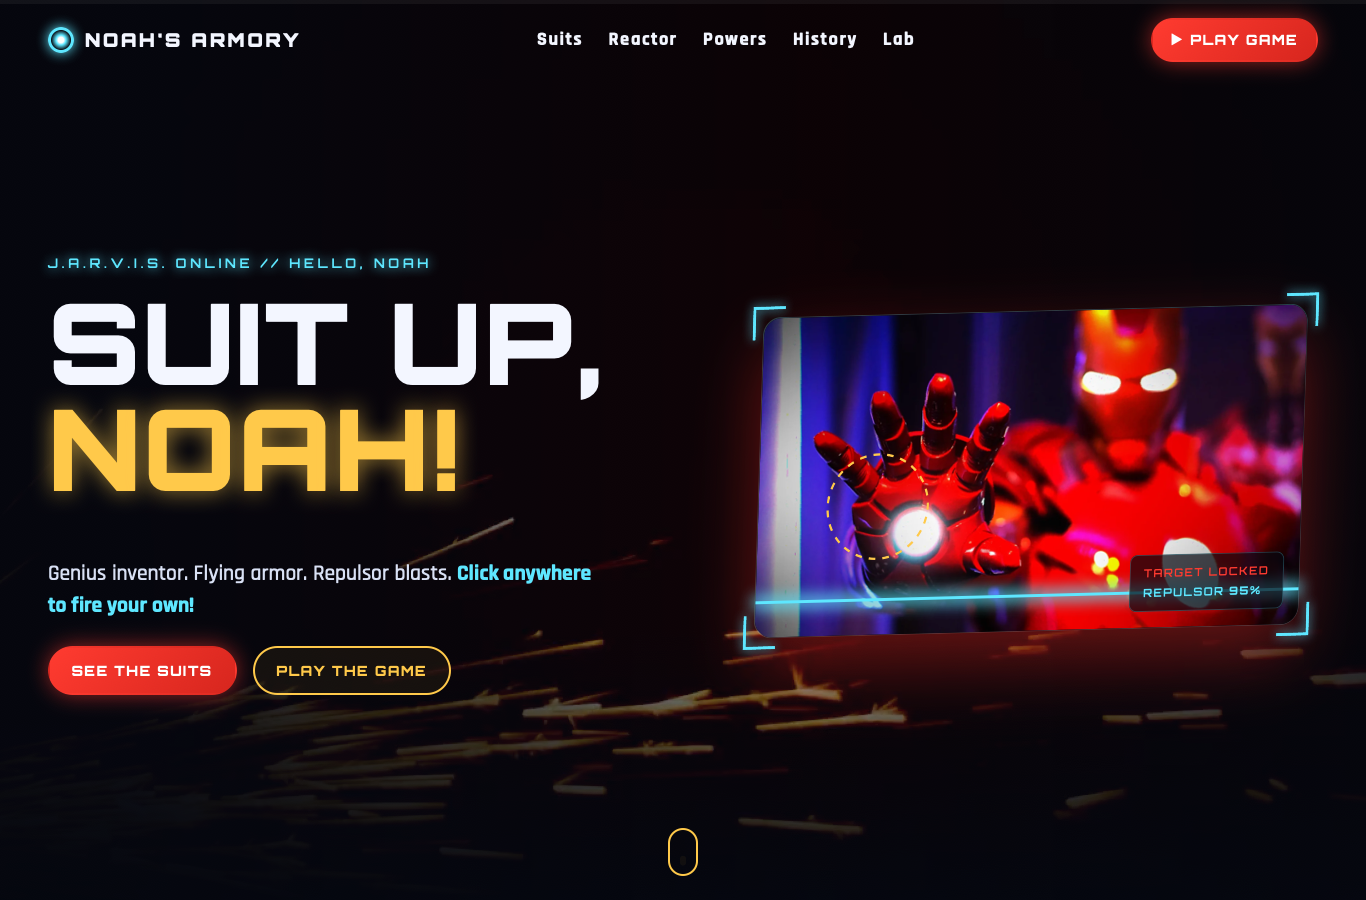 NOAH'S ARMORY
Suits Reactor Powers History Lab
▶ PLAY GAME
J.A.R.V.I.S. ONLINE // HELLO, NOAH
SUIT UP,
NOAH!
Genius inventor. Flying armor. Repulsor blasts. Click anywhere
to fire your own!
SEE THE SUITS
PLAY THE GAME
TARGET LOCKED
REPULSOR 95%